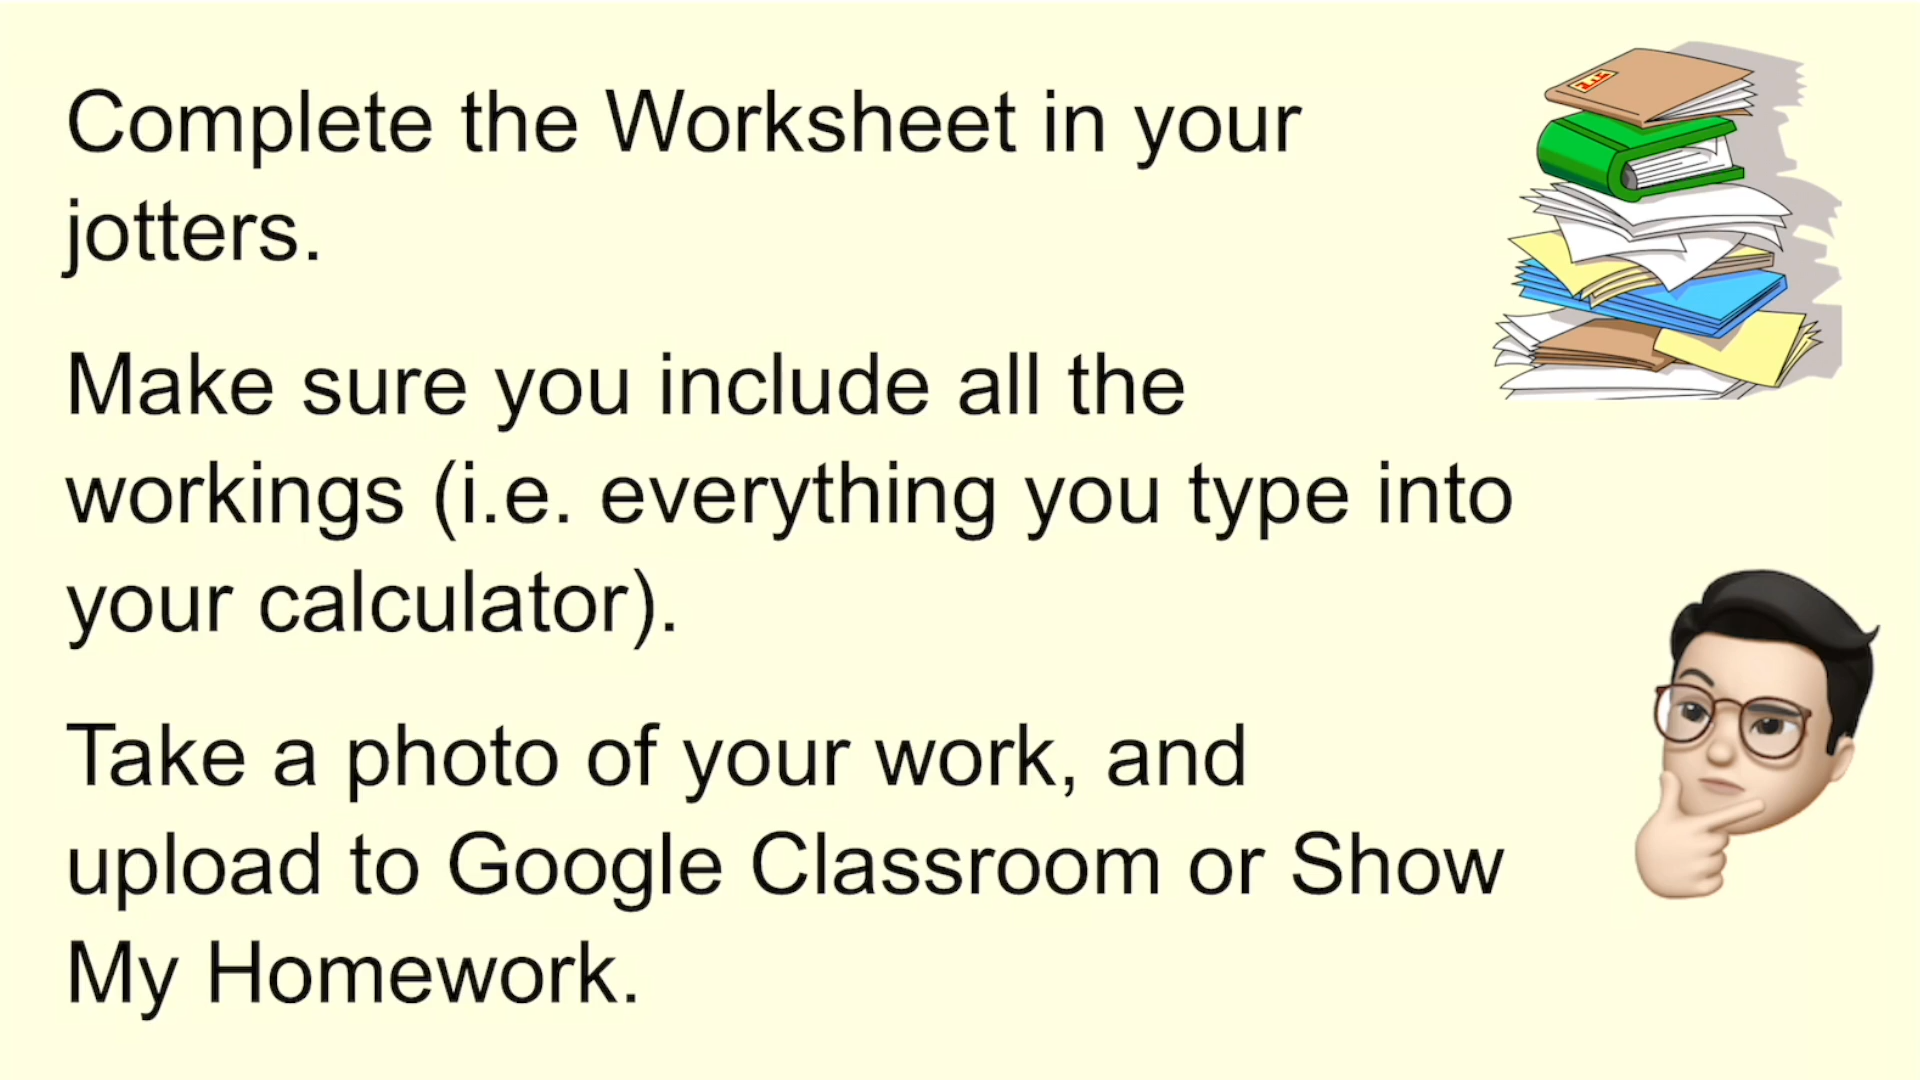 Complete the Worksheet in your
jotters.
Make sure you include all the
workings (i.e. everything you type into
your calculator).
Take a photo of your work, and
upload to Google Classroom or Show
My Homework.